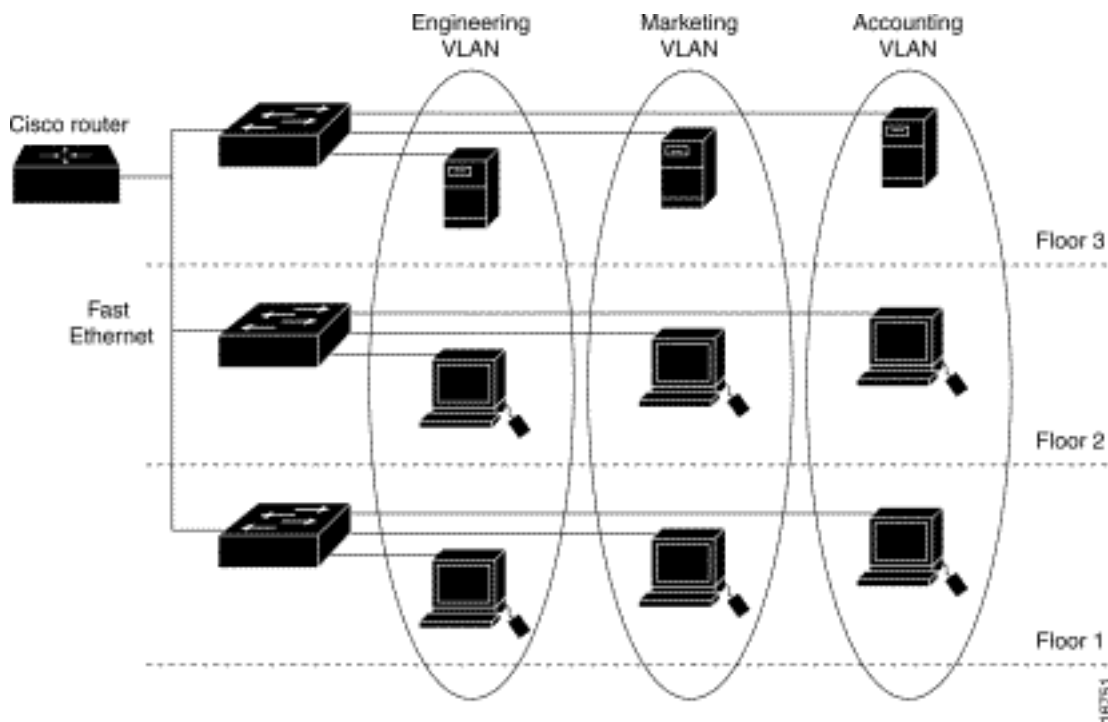 Engineering
VLAN
Marketing
VLAN
Accounting
VLAN
Cisco router
Floor 3
Fast
Ethernet
Floor 2
Floor 1